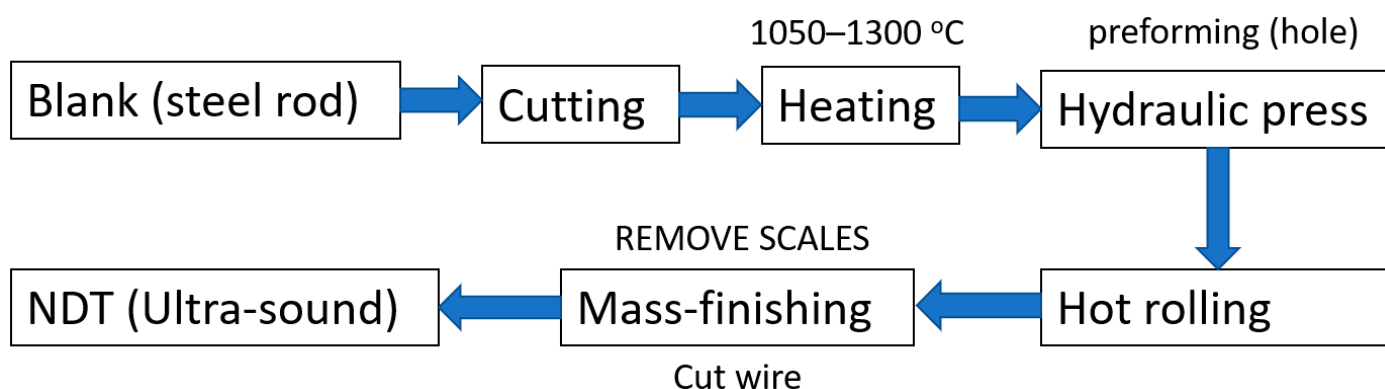 1050–1300 °C
preforming (hole)
Blank (steel rod)
Cutting
Heating
Hydraulic press
REMOVE SCALES
NDT (Ultra-sound)
Mass-finishing
Hot rolling
Cut wire